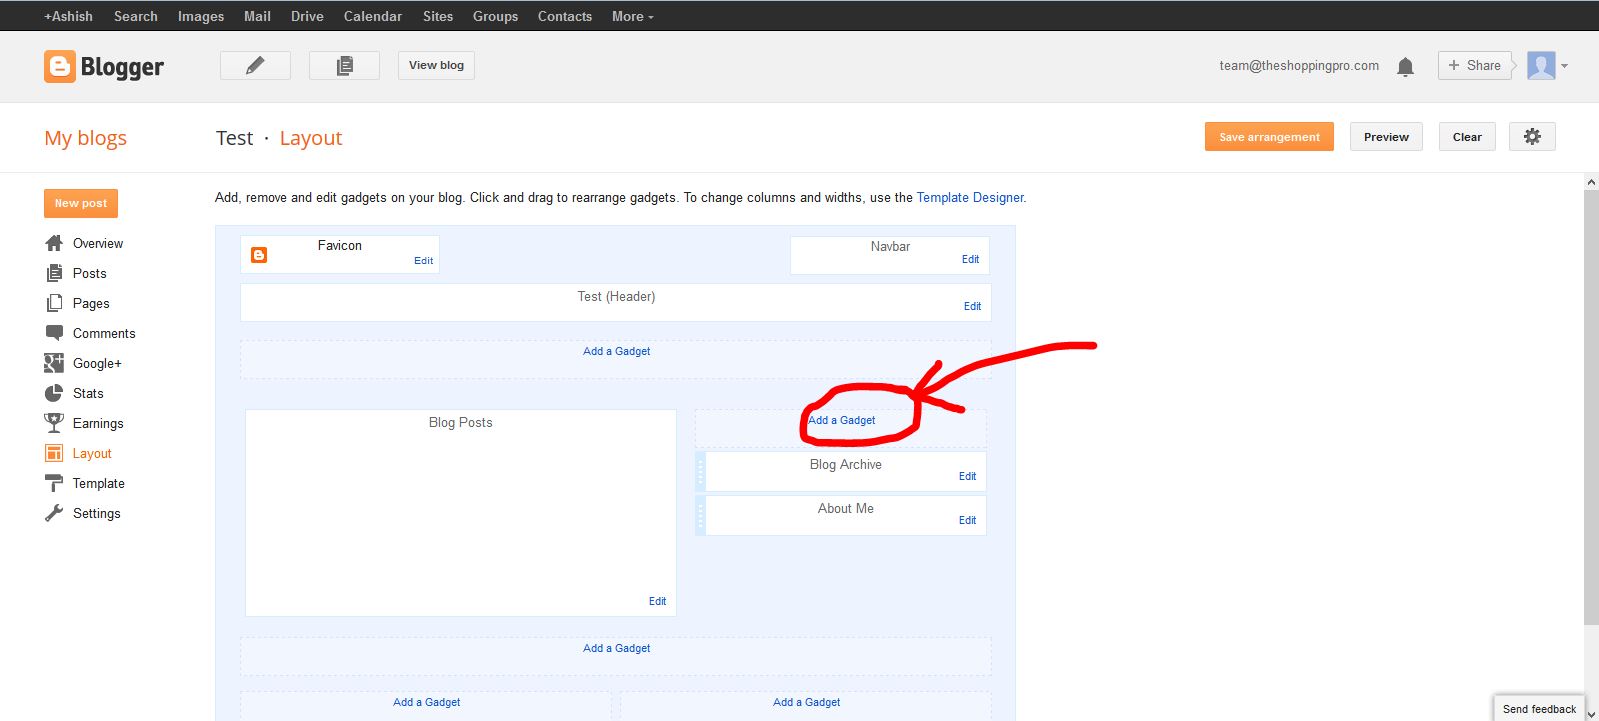 +Ashish Search Images Mail Drive Calendar Sites Groups Contacts More
Blogger View blog team@theshoppingpro.com + Share
My blogs Test · Layout Save arrangement Preview Clear
New post
Overview
Posts
Pages
Comments
Google+
Stats
Earnings
Layout
Template
Settings
Add, remove and edit gadgets on your blog. Click and drag to rearrange gadgets. To change columns and widths, use the Template Designer.
Favicon
Edit
Navbar
Edit
Test (Header)
Edit
Add a Gadget
Blog Posts
Edit
Add a Gadget
Blog Archive
Edit
About Me
Edit
Add a Gadget
Add a Gadget
Add a Gadget
Send feedback